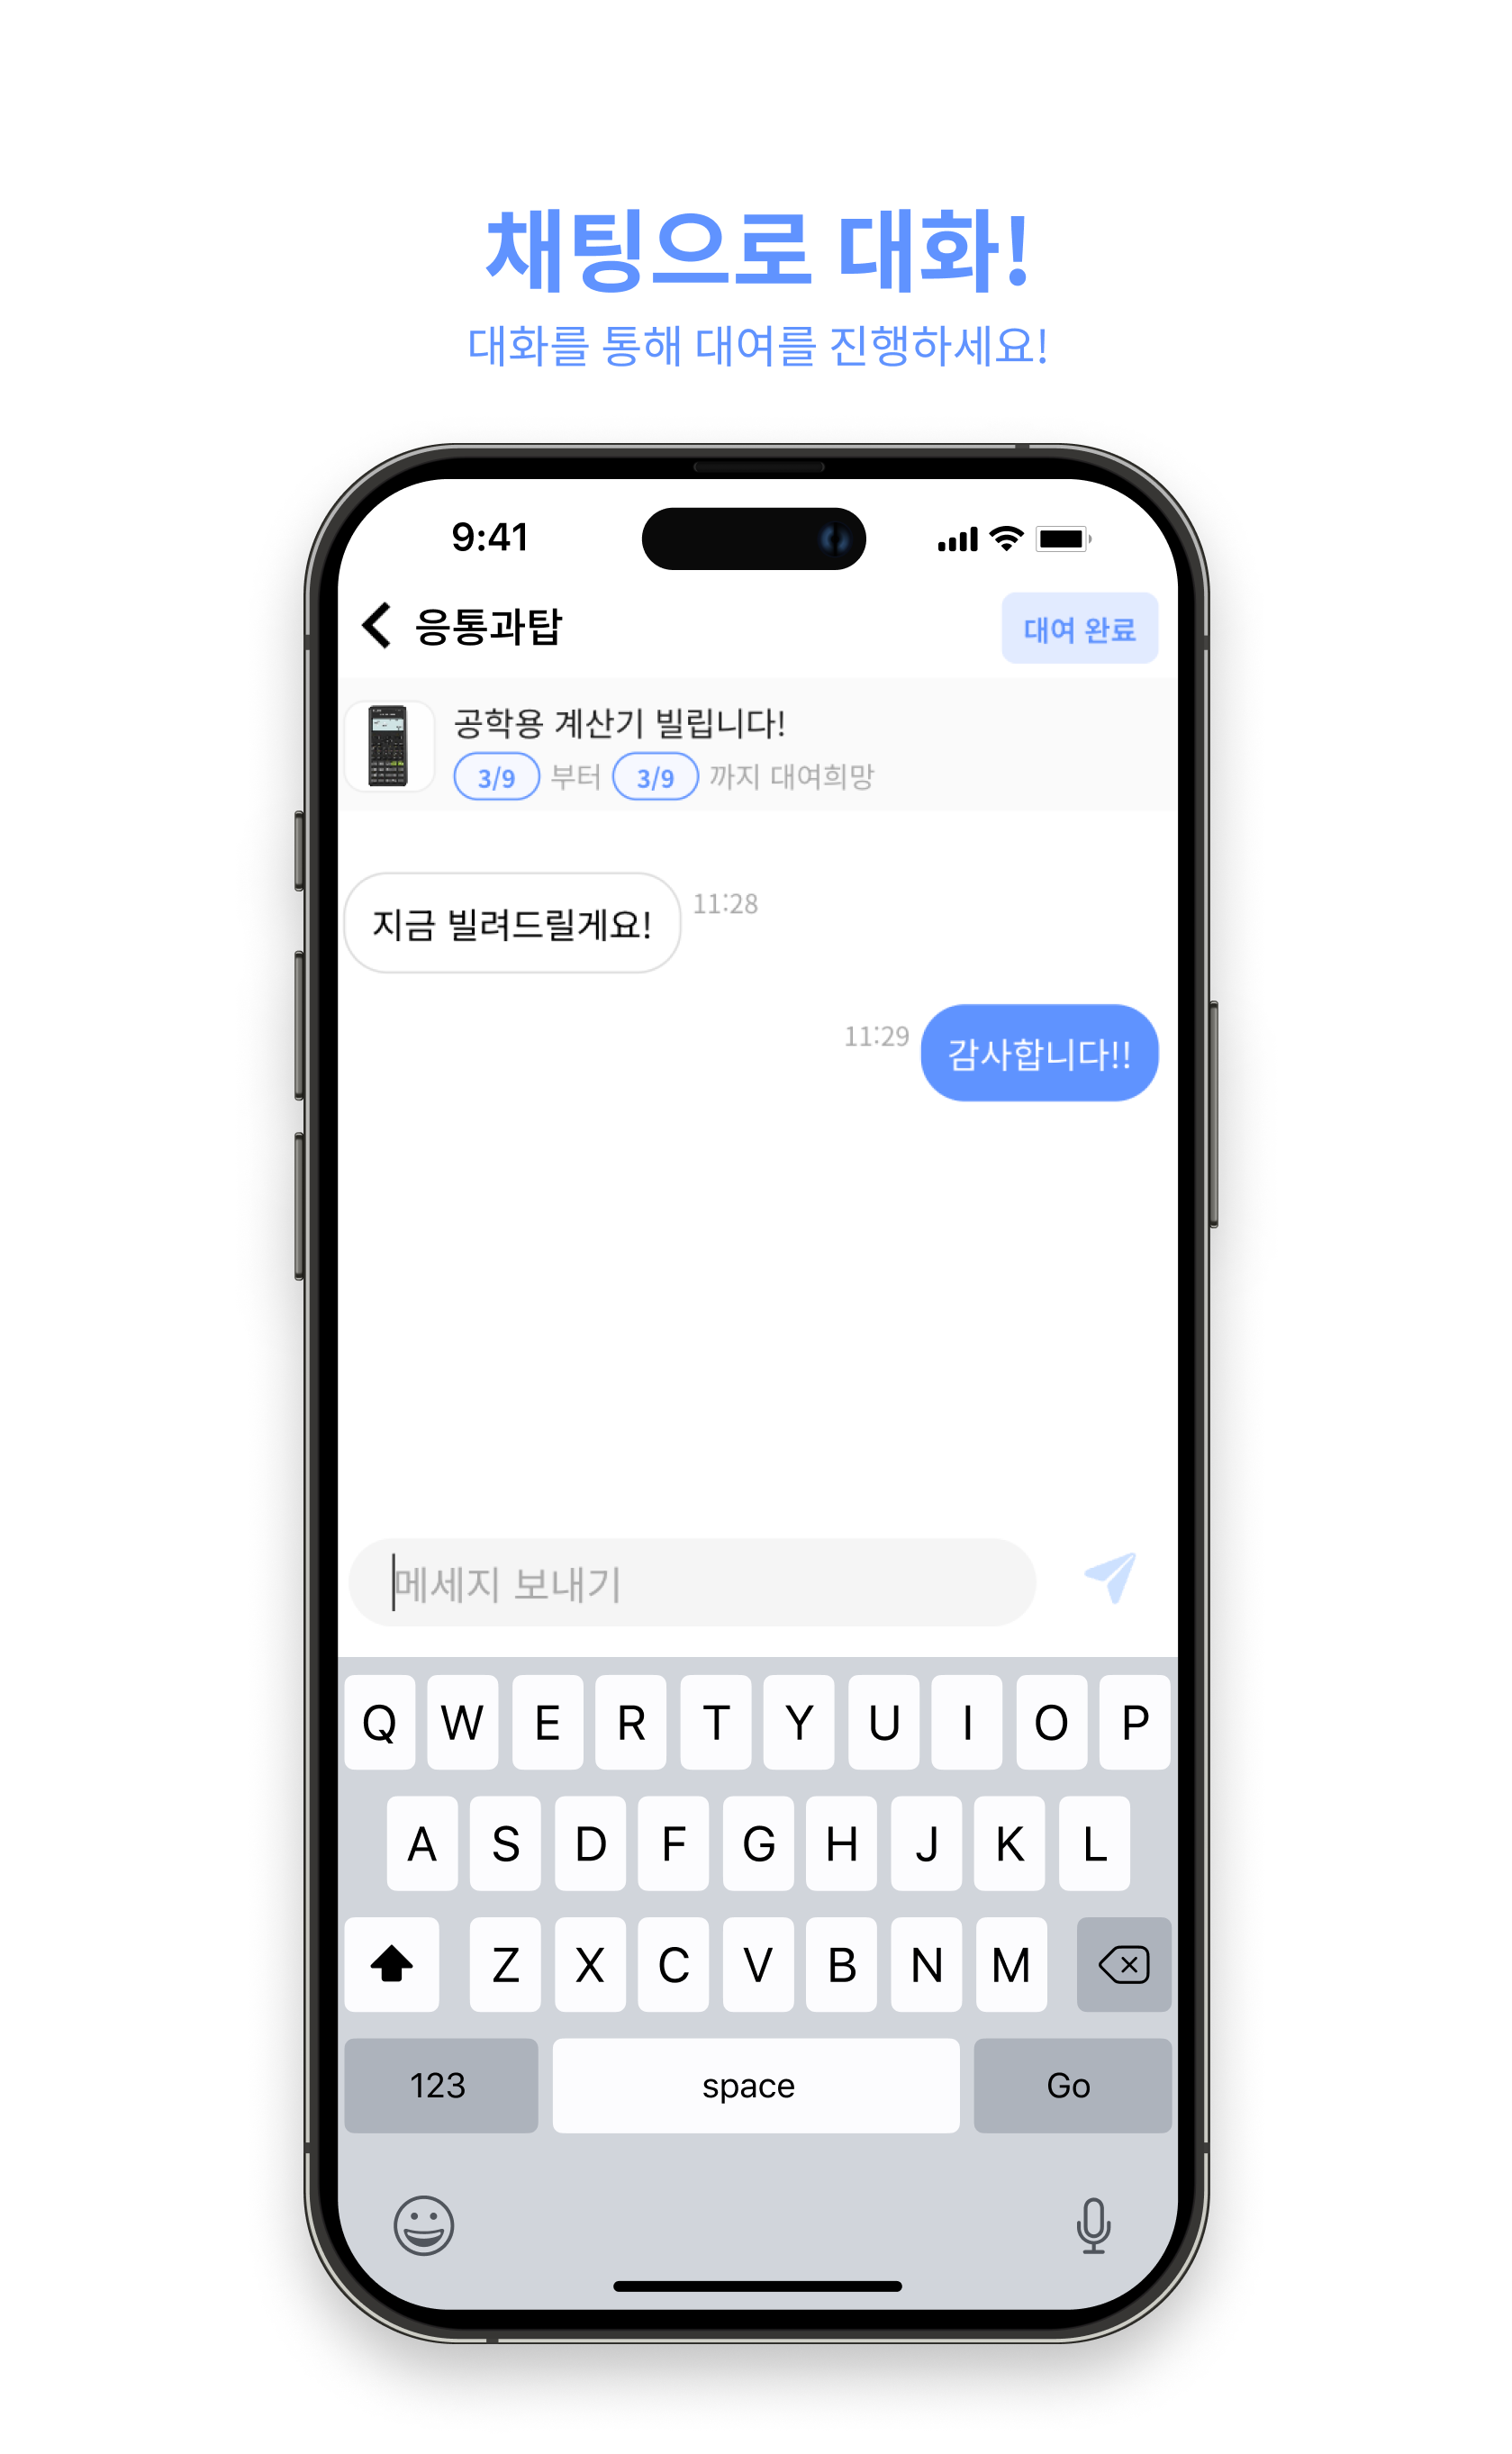 채팅으로 대화!
대화를 통해 대여를 진행하세요!
9:41
응통과탑
대여 완료
공학용 계산기 빌립니다!
3/9 부터 3/9 까지 대여희망
지금 빌려드릴게요! 11:28
11:29 감사합니다!!
메세지 보내기
Q W E R T Y U I O P
A S D F G H J K L
Z X C V B N M
123 space Go